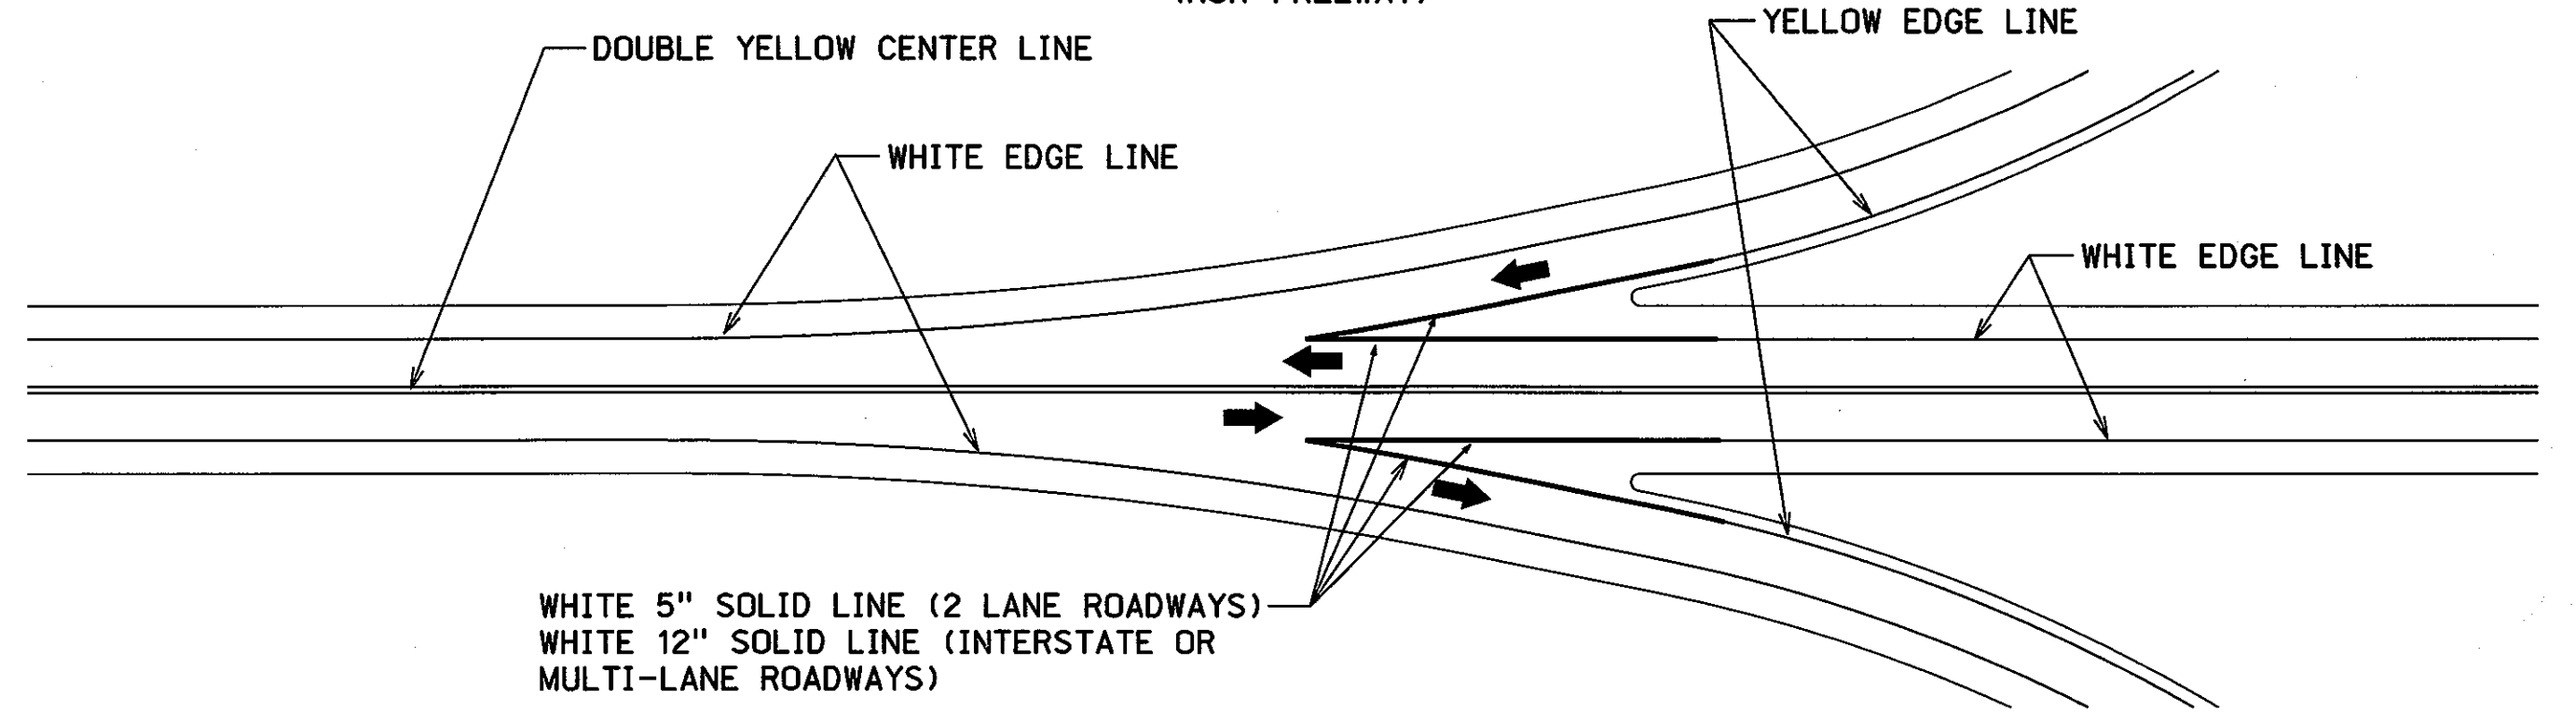 YELLOW EDGE LINE
DOUBLE YELLOW CENTER LINE
WHITE EDGE LINE
WHITE EDGE LINE
WHITE 5" SOLID LINE (2 LANE ROADWAYS)
WHITE 12" SOLID LINE (INTERSTATE OR
MULTI-LANE ROADWAYS)